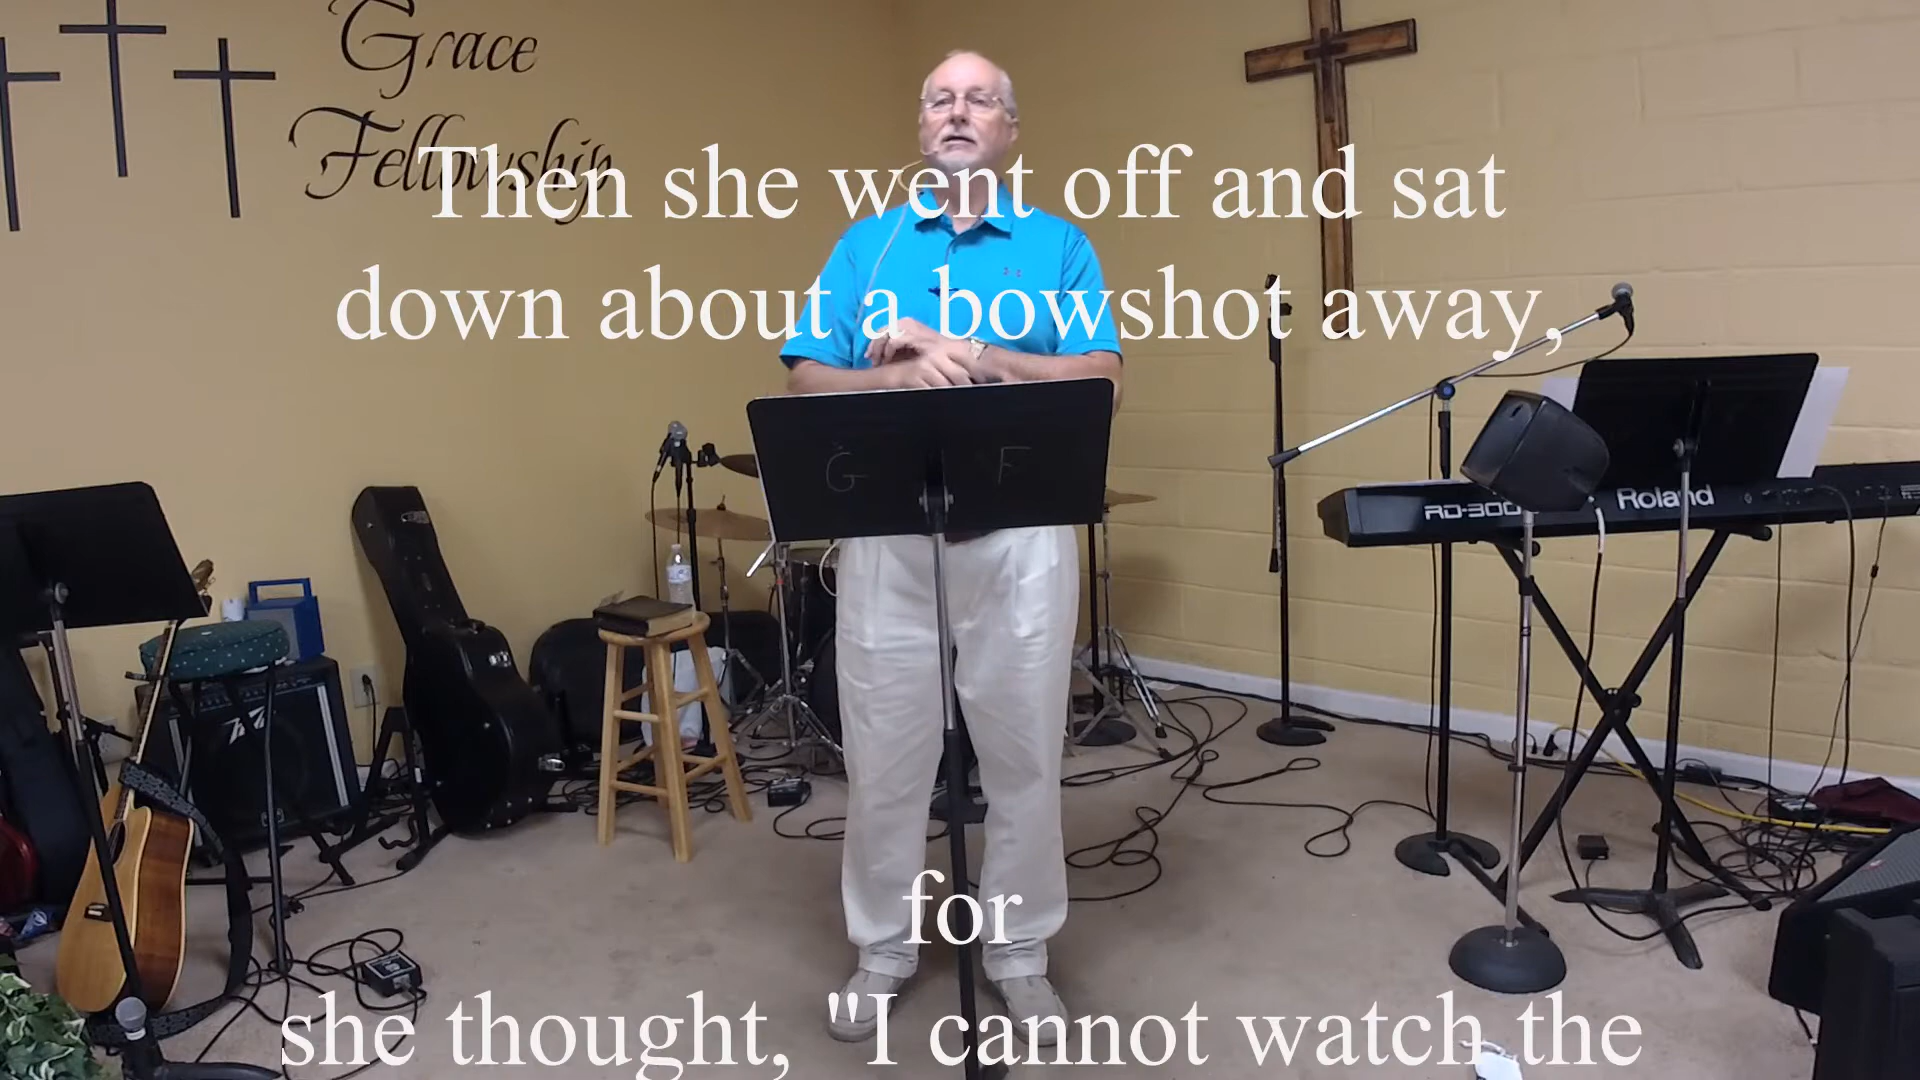 Grace
Fellowship
Then she went off and sat
down about a bowshot away,
G F
RD-300
Roland
for
she thought, "I cannot watch the